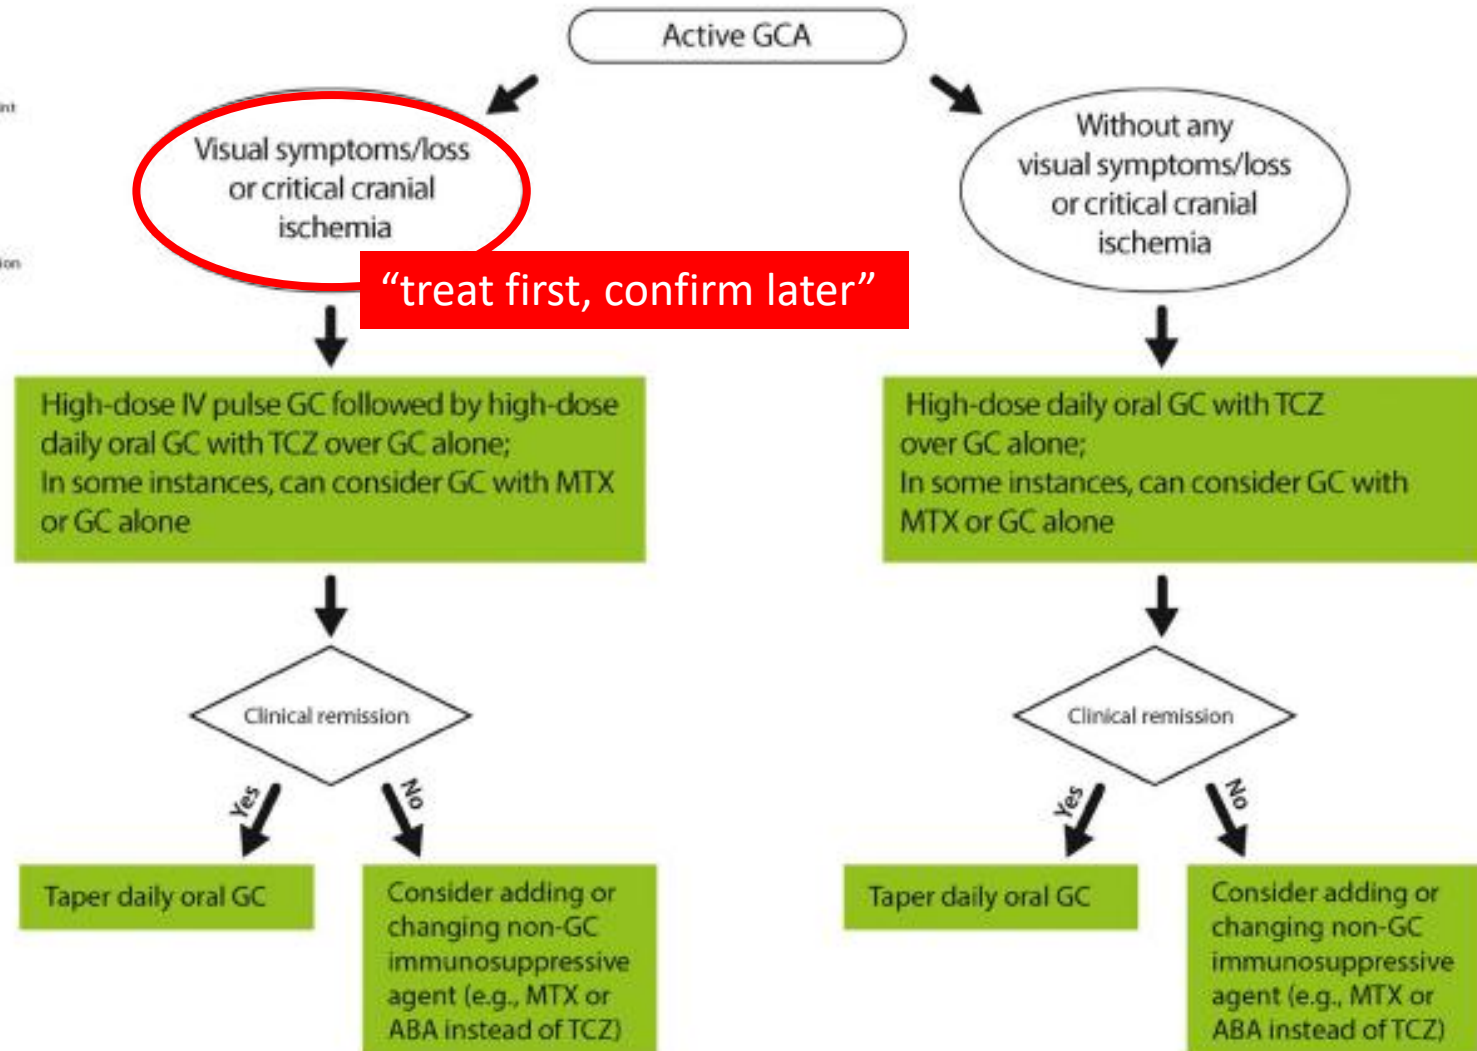 Active GCA
Visual symptoms/loss
or critical cranial
ischemia
Without any
visual symptoms/loss
or critical cranial
ischemia
“treat first, confirm later”
High-dose IV pulse GC followed by high-dose
daily oral GC with TCZ over GC alone;
In some instances, can consider GC with MTX
or GC alone
High-dose daily oral GC with TCZ
over GC alone;
In some instances, can consider GC with
MTX or GC alone
Clinical remission
Clinical remission
Yes
No
Yes
No
Taper daily oral GC
Consider adding or
changing non-GC
immunosuppressive
agent (e.g., MTX or
ABA instead of TCZ)
Taper daily oral GC
Consider adding or
changing non-GC
immunosuppressive
agent (e.g., MTX or
ABA instead of TCZ)